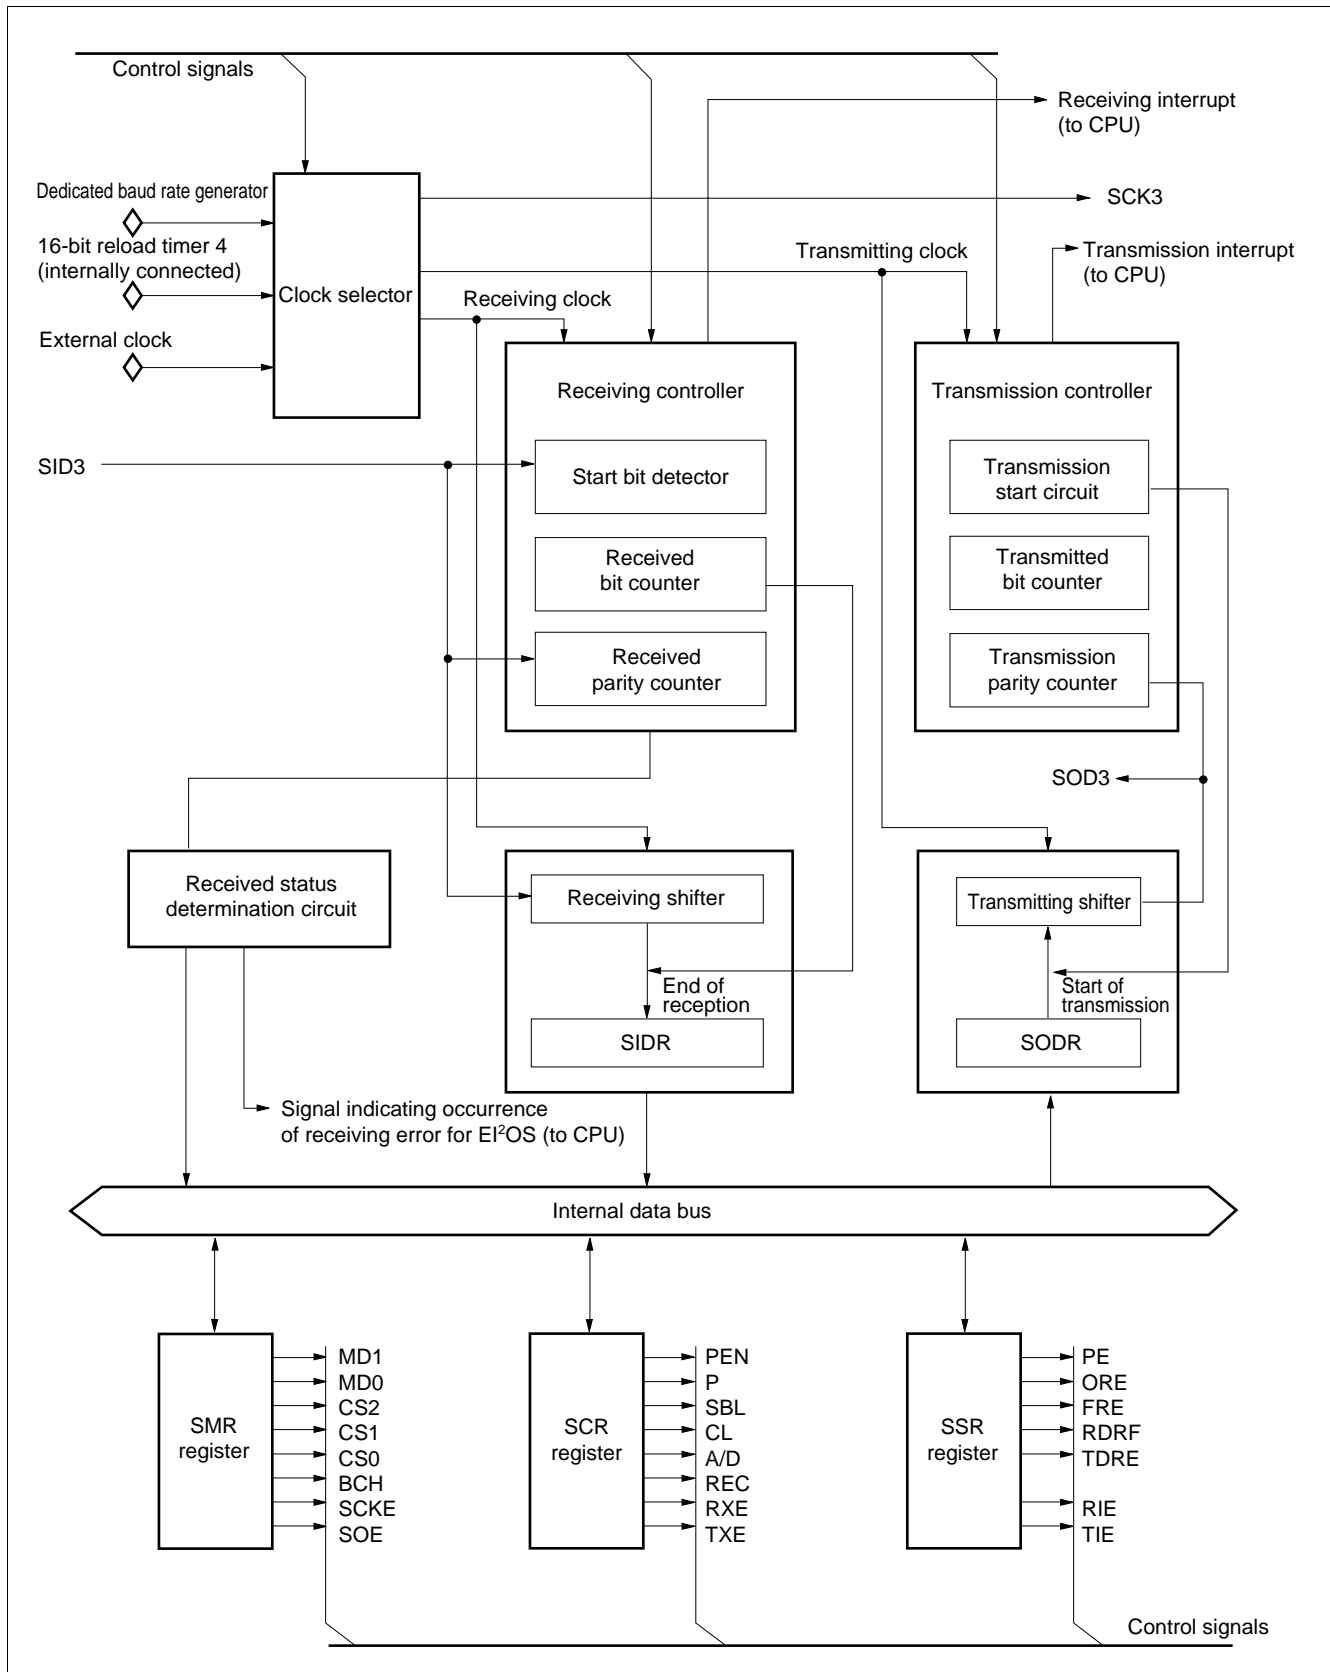 Control signals
Receiving interrupt
(to CPU)
Dedicated baud rate generator
SCK3
16-bit reload timer 4
(internally connected)
Transmitting clock
Transmission interrupt
(to CPU)
Clock selector
Receiving clock
External clock
Receiving controller
Transmission controller
SID3
Start bit detector
Transmission
start circuit
Received
bit counter
Transmitted
bit counter
Received
parity counter
Transmission
parity counter
SOD3
Received status
determination circuit
Receiving shifter
Transmitting shifter
End of
reception
Start of
transmission
SIDR
SODR
Signal indicating occurrence
of receiving error for EI²OS (to CPU)
Internal data bus
SMR
register
MD1
MD0
CS2
CS1
CS0
BCH
SCKE
SOE
SCR
register
PEN
P
SBL
CL
A/D
REC
RXE
TXE
SSR
register
PE
ORE
FRE
RDRF
TDRE
RIE
TIE
Control signals